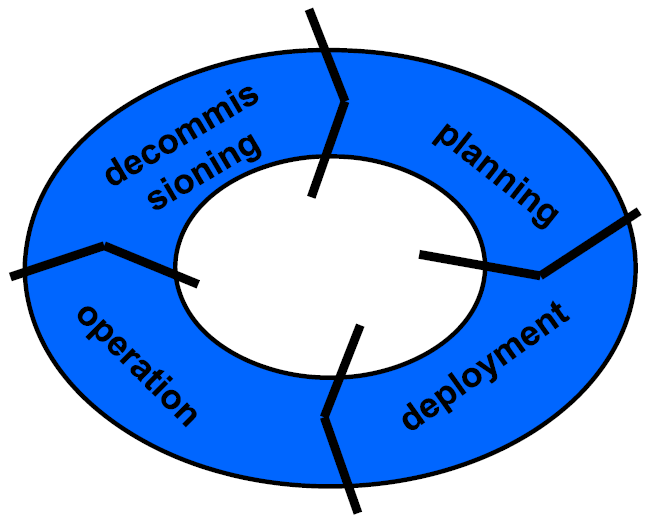 decommis
sioning
planning
deployment
operation